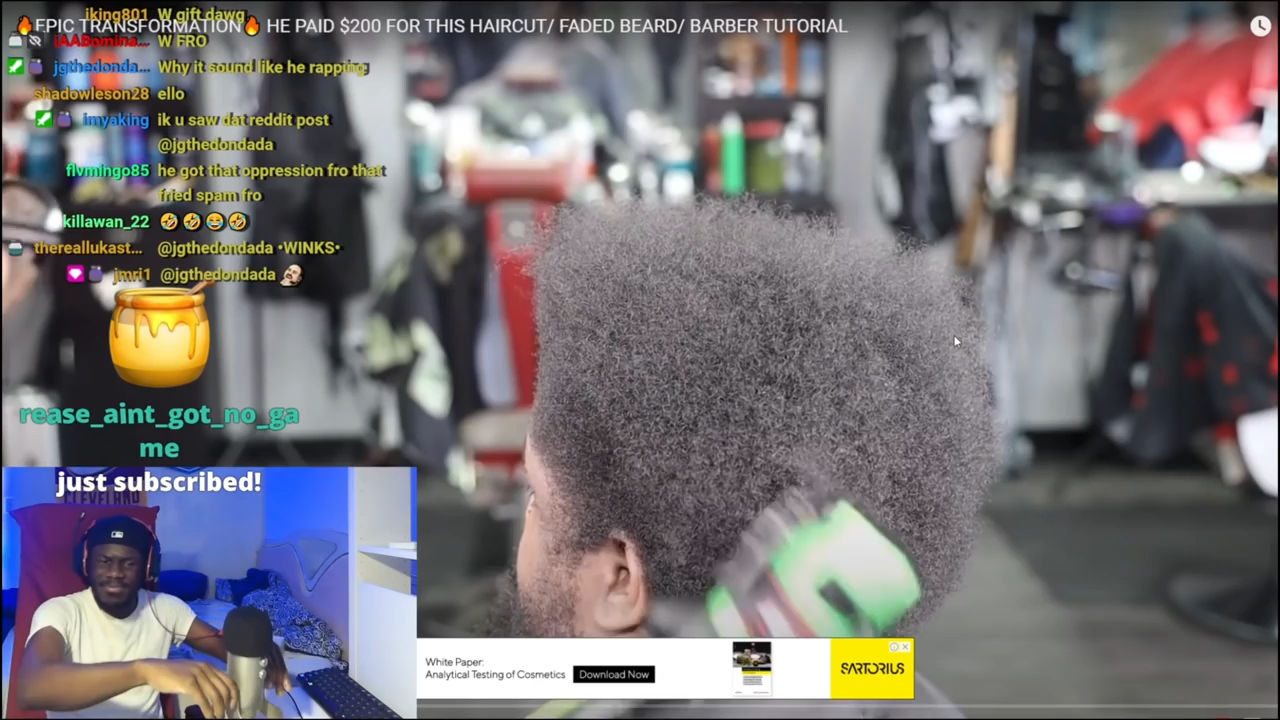 🔥EPIC TRANSFORMATION🔥 HE PAID $200 FOR THIS HAIRCUT/ FADED BEARD/ BARBER TUTORIAL
iking801 W gift dawg
iAABomina... W FRO
jgthedonda... Why it sound like he rapping
shadowleson28 ello
imyaking ik u saw dat reddit post
@jgthedondada
flvmingo85 he got that oppression fro that
fried spam fro
killawan_22 🤣🤣😂🤣
thereallukast... @jgthedondada •WINKS•
jmri1 @jgthedondada
rease_aint_got_no_ga
me
just subscribed!
CLEVELAND
White Paper:
Analytical Testing of Cosmetics
Download Now
SARTORIUS